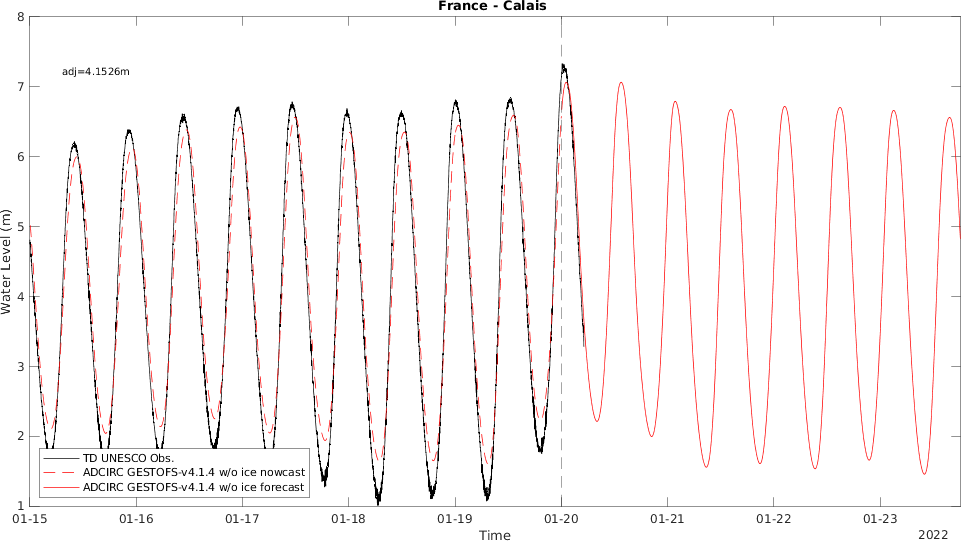 France - Calais
adj=4.1526m
8
7
6
5
4
3
2
1
Water Level (m)
TD UNESCO Obs.
ADCIRC GESTOFS-v4.1.4 w/o ice nowcast
ADCIRC GESTOFS-v4.1.4 w/o ice forecast
01-15 01-16 01-17 01-18 01-19 01-20 01-21 01-22 01-23
Time
2022